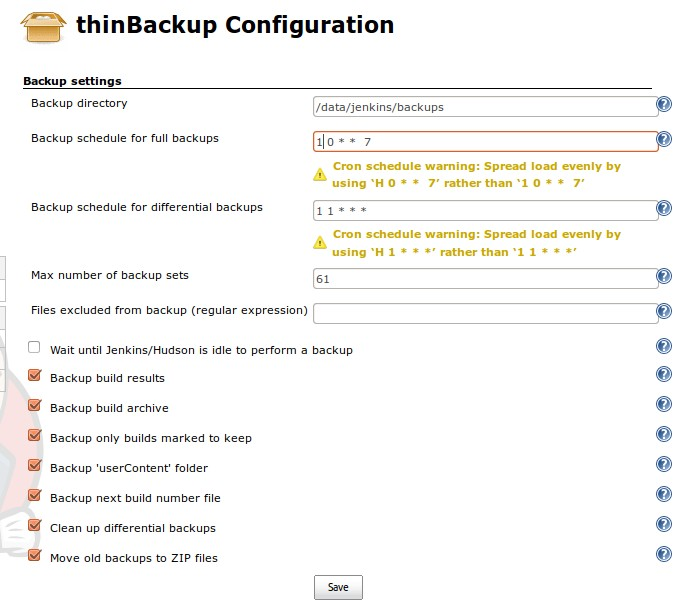 thinBackup Configuration
Backup settings
Backup directory
/data/jenkins/backups
Backup schedule for full backups
1 0 * *  7
Cron schedule warning: Spread load evenly by
using ‘H 0 * *  7’ rather than ‘1 0 * *  7’
Backup schedule for differential backups
1 1 * * *
Cron schedule warning: Spread load evenly by
using ‘H 1 * * *’ rather than ‘1 1 * * *’
Max number of backup sets
61
Files excluded from backup (regular expression)
Wait until Jenkins/Hudson is idle to perform a backup
Backup build results
Backup build archive
Backup only builds marked to keep
Backup 'userContent' folder
Backup next build number file
Clean up differential backups
Move old backups to ZIP files
Save